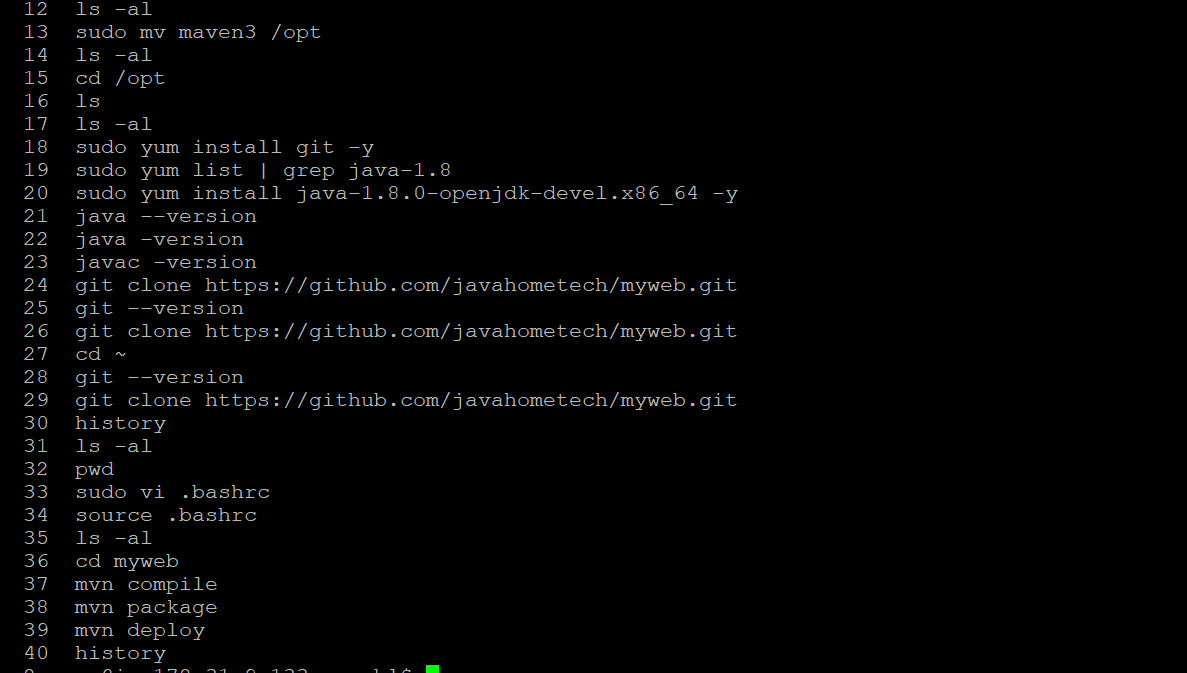 12 ls -al
13 sudo mv maven3 /opt
14 ls -al
15 cd /opt
16 ls
17 ls -al
18 sudo yum install git -y
19 sudo yum list | grep java-1.8
20 sudo yum install java-1.8.0-openjdk-devel.x86_64 -y
21 java --version
22 java -version
23 javac -version
24 git clone https://github.com/javahometech/myweb.git
25 git --version
26 git clone https://github.com/javahometech/myweb.git
27 cd ~
28 git --version
29 git clone https://github.com/javahometech/myweb.git
30 history
31 ls -al
32 pwd
33 sudo vi .bashrc
34 source .bashrc
35 ls -al
36 cd myweb
37 mvn compile
38 mvn package
39 mvn deploy
40 history